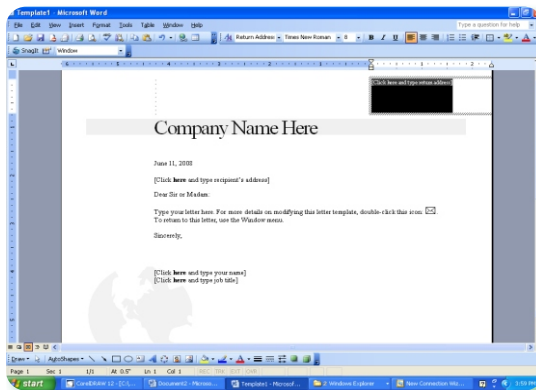 Template1 - Microsoft Word
File Edit View Insert Format Tools Table Window Help
Type a question for help
Return Address Times New Roman 8 B I U
SnagIt Window
[Click here and type return address]
Company Name Here
June 11, 2008
[Click here and type recipient's address]
Dear Sir or Madam:
Type your letter here. For more details on modifying this letter template, double-click this icon:
To return to this letter, use the Window menu.
Sincerely,
[Click here and type your name]
[Click here and type job title]
Draw AutoShapes
Page 1 Sec 1 1/1 At 0.5" Ln 1 Col 1 REC TRK EXT OVR
start Document2 - Microso... Template1 - Microsof... 2 Windows Explorer New Connection Wiz... 3:59 PM